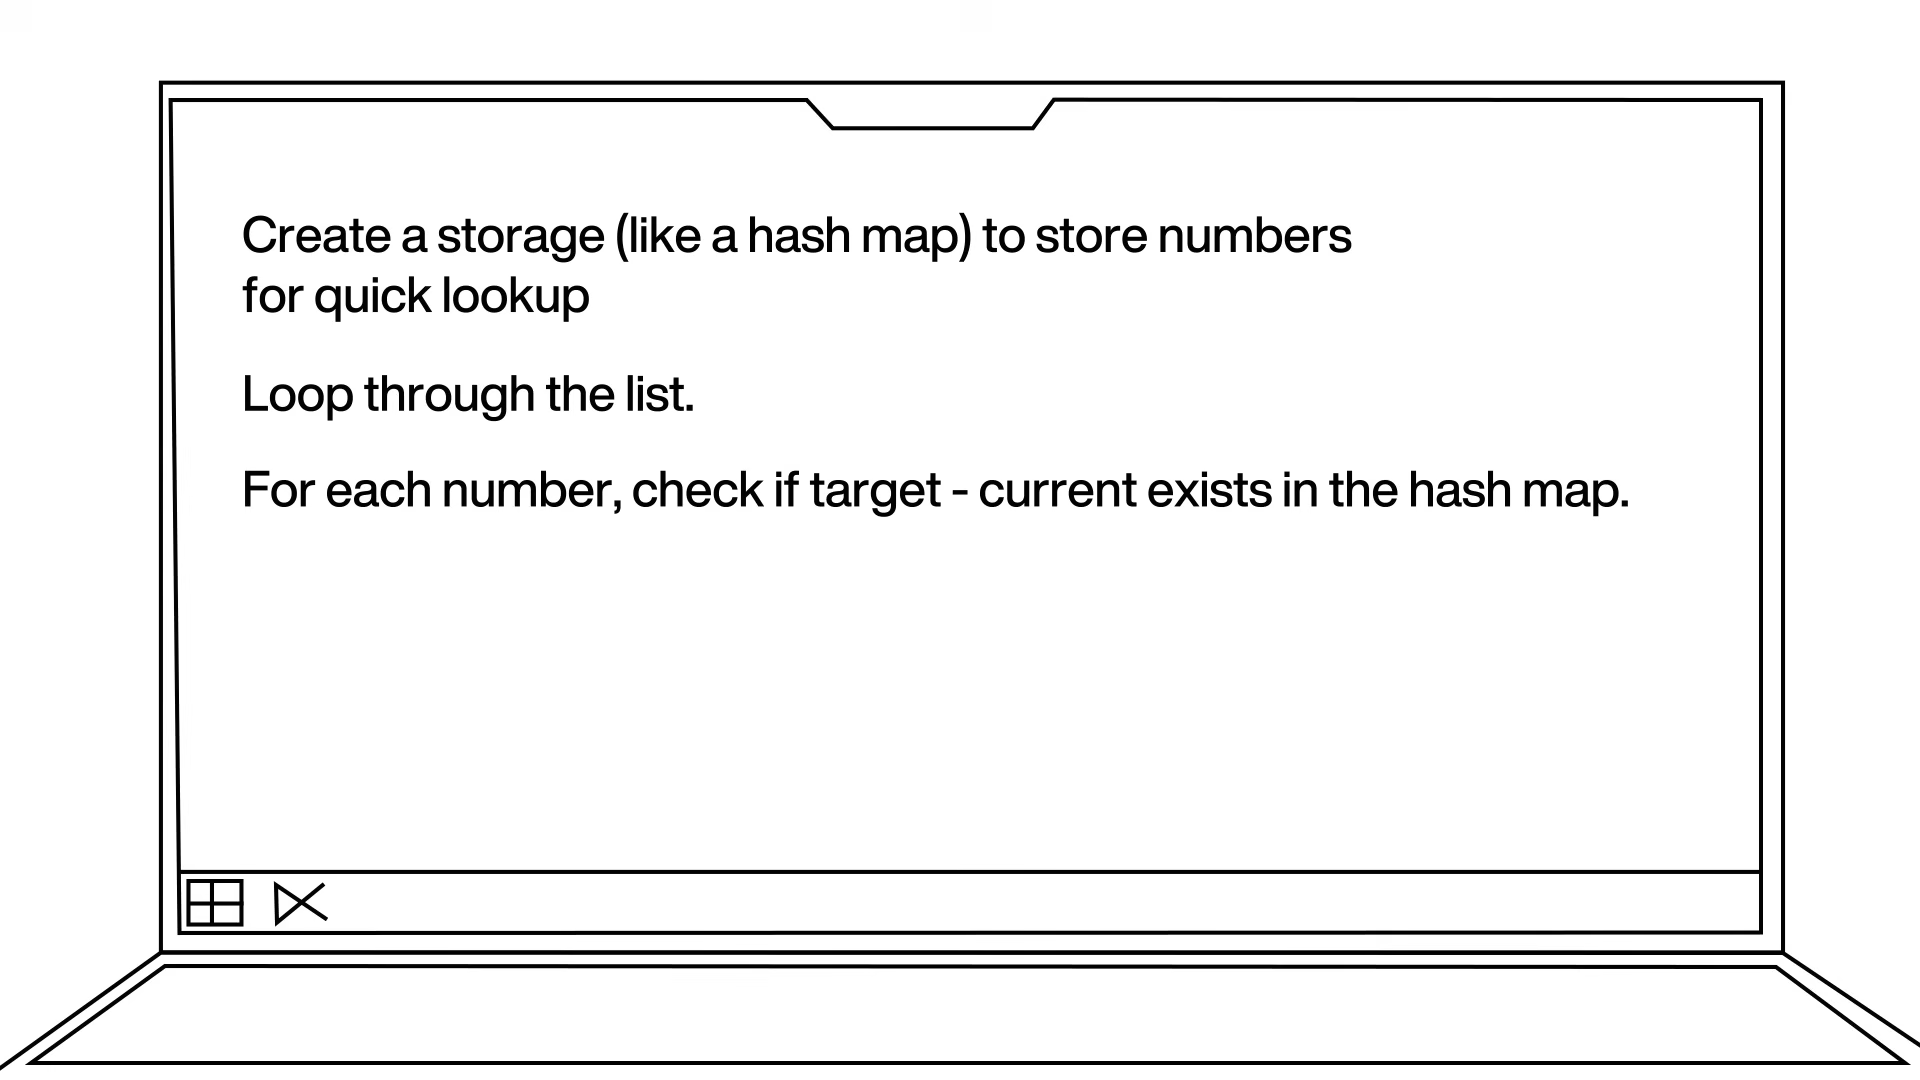 Create a storage (like a hash map) to store numbers
for quick lookup
Loop through the list.
For each number, check if target - current exists in the hash map.